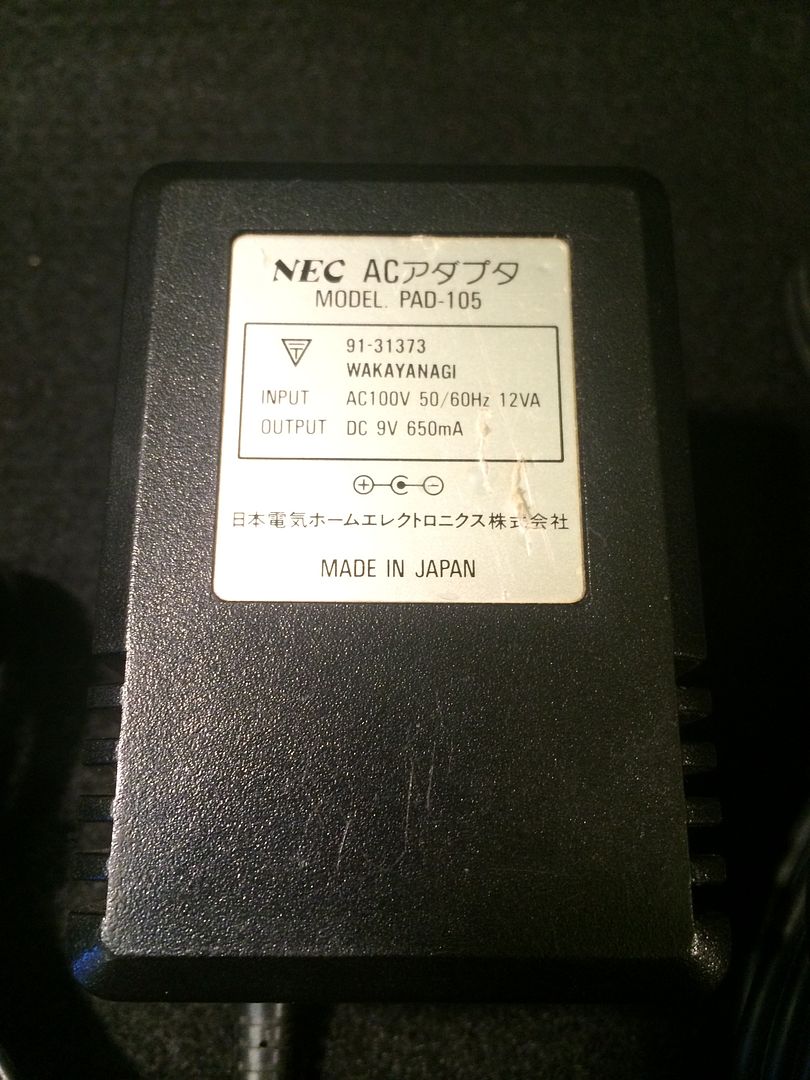 NEC ACアダプタ
MODEL. PAD-105
T 91-31373
WAKAYANAGI
INPUT AC100V 50/60Hz 12VA
OUTPUT DC 9V 650mA
日本電気ホームエレクトロニクス株式会社
MADE IN JAPAN